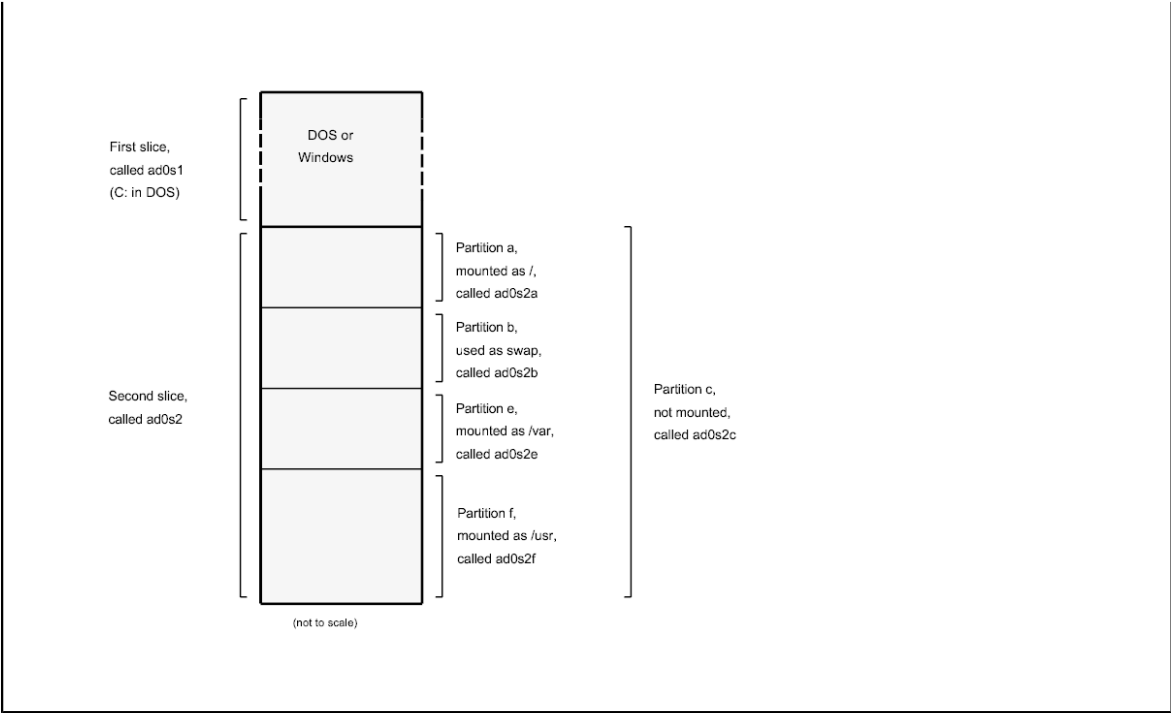 DOS or
Windows
First slice,
called ad0s1
(C: in DOS)
Partition a,
mounted as /,
called ad0s2a
Partition b,
used as swap,
called ad0s2b
Second slice,
called ad0s2
Partition e,
mounted as /var,
called ad0s2e
Partition c,
not mounted,
called ad0s2c
Partition f,
mounted as /usr,
called ad0s2f
(not to scale)